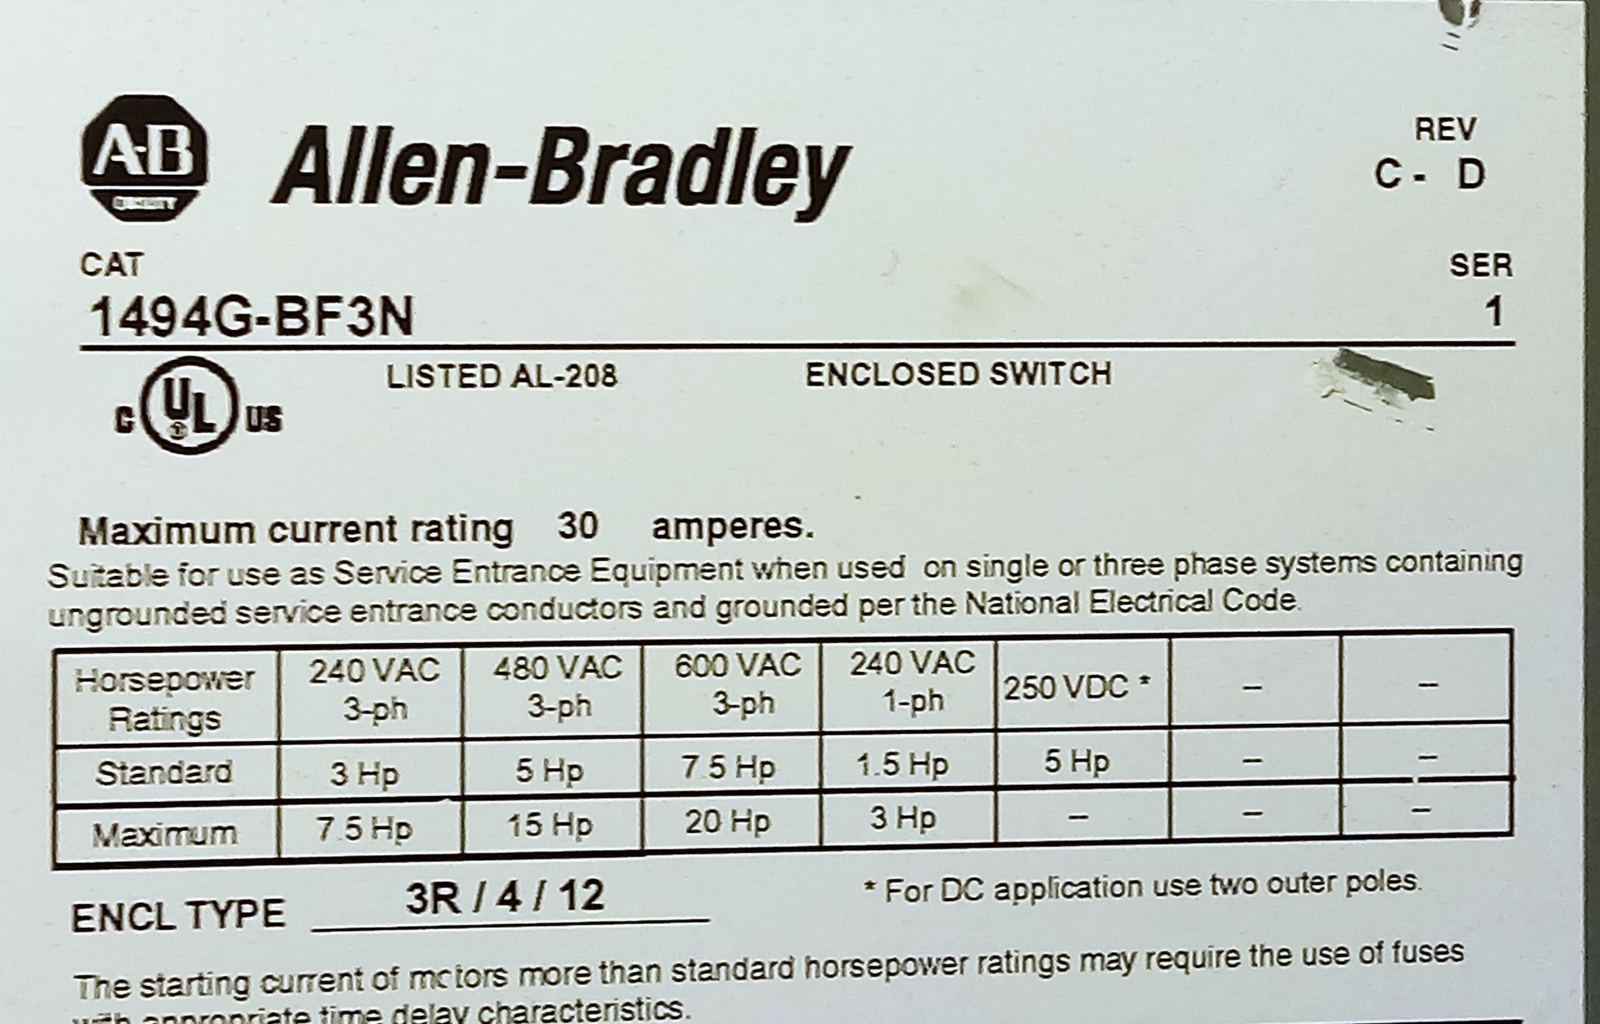 A-B
QUALITY
Allen-Bradley
REV
C - D
CAT
SER
1494G-BF3N
1
C UL US
LISTED AL-208 ENCLOSED SWITCH
Maximum current rating 30 amperes.
Suitable for use as Service Entrance Equipment when used on single or three phase systems containing
ungrounded service entrance conductors and grounded per the National Electrical Code.
Horsepower Ratings 240 VAC 3-ph 480 VAC 3-ph 600 VAC 3-ph 240 VAC 1-ph 250 VDC * – –
Standard 3 Hp 5 Hp 7.5 Hp 1.5 Hp 5 Hp – –
Maximum 7.5 Hp 15 Hp 20 Hp 3 Hp – – –
ENCL TYPE 3R / 4 / 12 * For DC application use two outer poles.
The starting current of motors more than standard horsepower ratings may require the use of fuses
with appropriate time delay characteristics.